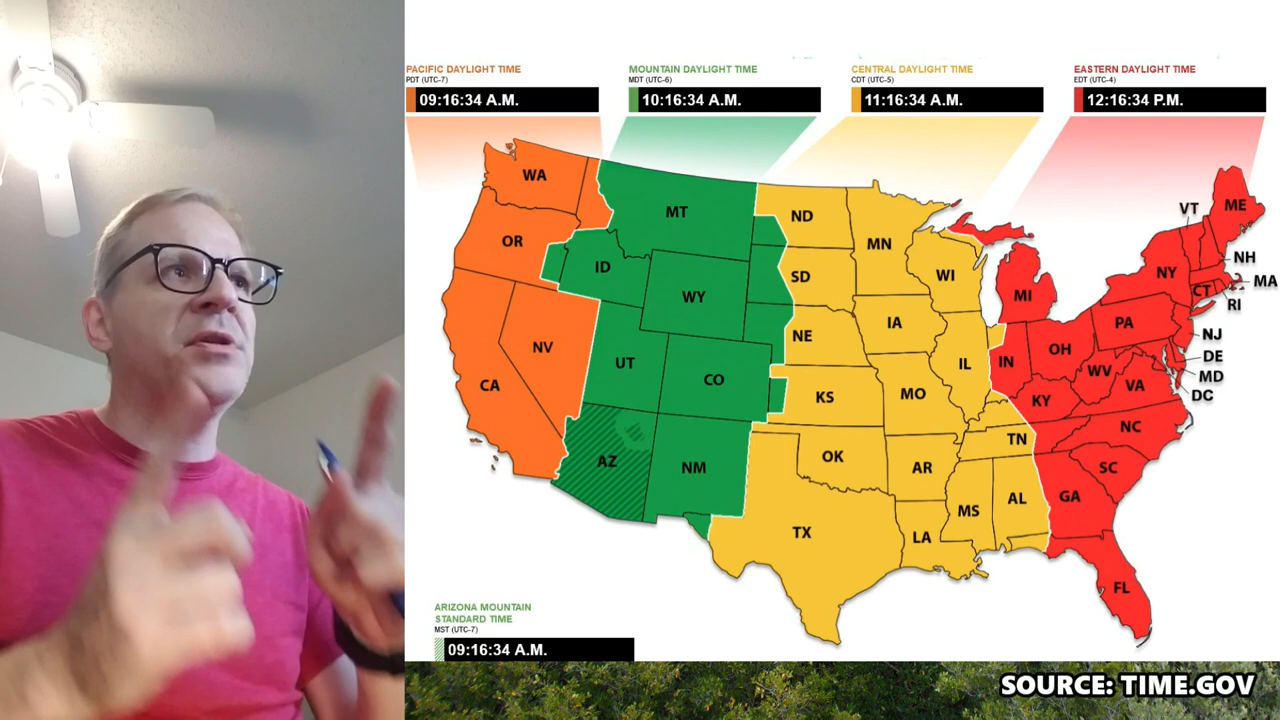 PACIFIC DAYLIGHT TIME
PDT (UTC-7)
09:16:34 A.M.
MOUNTAIN DAYLIGHT TIME
MDT (UTC-6)
10:16:34 A.M.
CENTRAL DAYLIGHT TIME
CDT (UTC-5)
11:16:34 A.M.
EASTERN DAYLIGHT TIME
EDT (UTC-4)
12:16:34 P.M.
WA
MT
ND
MN
VT
ME
OR
ID
SD
WI
NY
NH
MA
WY
MI
CT
RI
NV
UT
NE
IA
PA
NJ
CA
CO
KS
MO
IL
IN
OH
WV
VA
DE
MD
DC
KY
NC
AZ
NM
OK
AR
TN
SC
TX
LA
MS
AL
GA
FL
ARIZONA MOUNTAIN
STANDARD TIME
MST (UTC-7)
09:16:34 A.M.
SOURCE: TIME.GOV